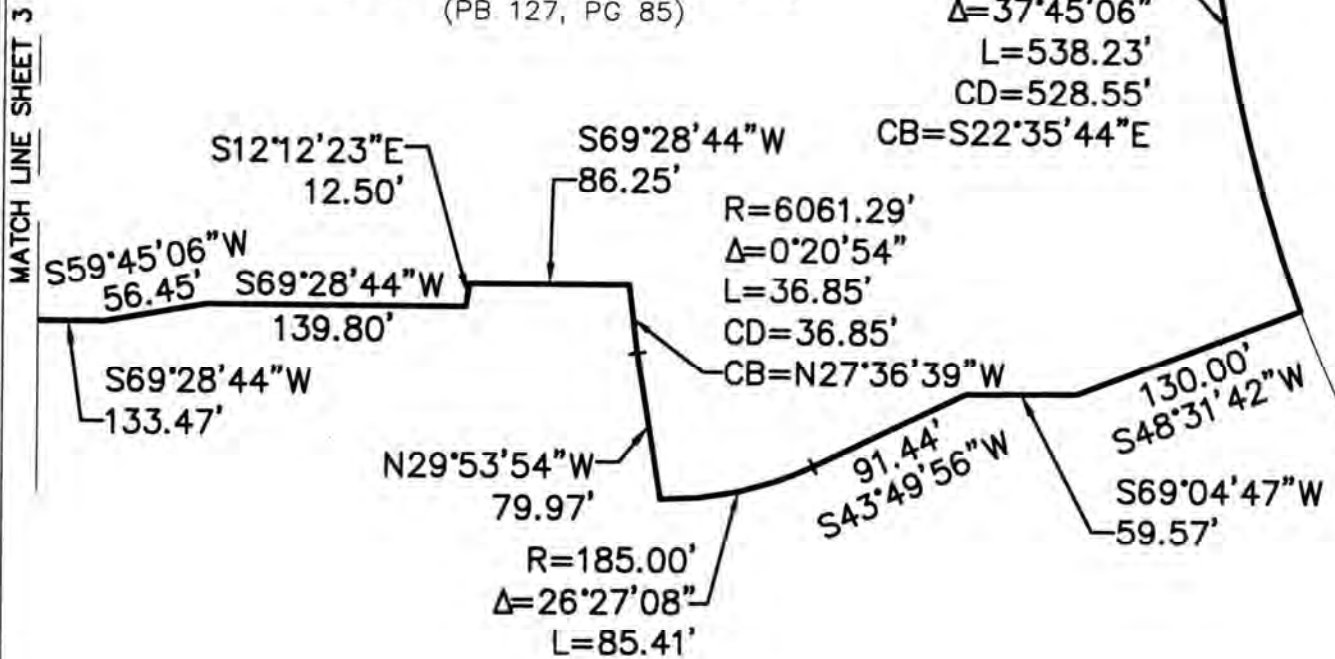 MATCH LINE SHEET 3
(PB 127, PG 85)
Δ=37°45'06"
L=538.23'
CD=528.55'
CB=S22°35'44"E
S12°12'23"E
12.50'
S69°28'44"W
86.25'
R=6061.29'
Δ=0°20'54"
L=36.85'
CD=36.85'
CB=N27°36'39"W
S59°45'06"W
56.45'
S69°28'44"W
139.80'
S69°28'44"W
133.47'
N29°53'54"W
79.97'
R=185.00'
Δ=26°27'08"
L=85.41'
91.44'
S43°49'56"W
130.00'
S48°31'42"W
S69°04'47"W
59.57'